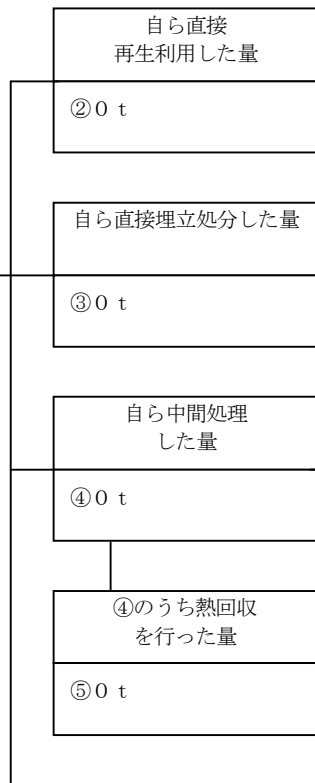 自ら直接
再生利用した量
②0 t
自ら直接埋立処分した量
③0 t
自ら中間処理
した量
④0 t
④のうち熱回収
を行った量
⑤0 t